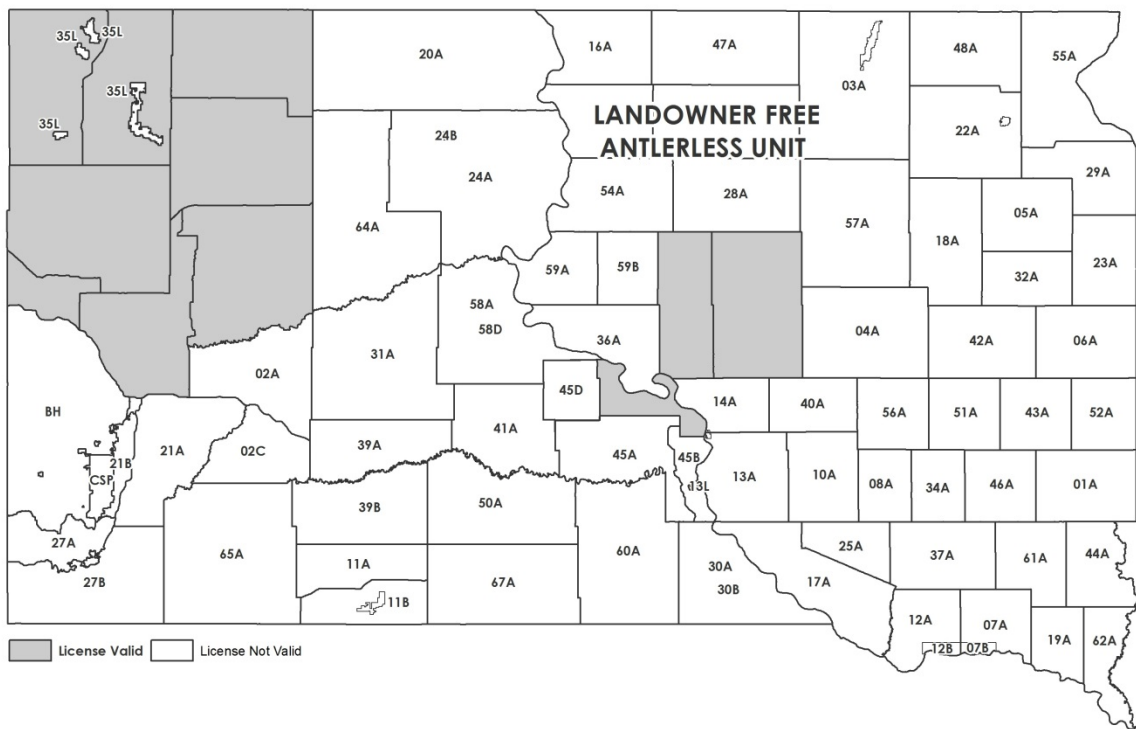 35L
35L
35L
35L
20A
16A
47A
03A
48A
55A
LANDOWNER FREE
ANTLERLESS UNIT
24B
24A
22A
29A
54A
28A
64A
57A
18A
05A
23A
59A
59B
32A
58A
58D
36A
04A
42A
06A
31A
02A
45D
14A
40A
56A
51A
43A
52A
BH
21B
21A
02C
39A
41A
45A
45B
CSP
13L
13A
10A
08A
34A
46A
01A
39B
50A
27A
27B
65A
11A
11B
67A
60A
30A
30B
17A
25A
37A
61A
44A
12A
07A
19A
62A
12B
07B
License Valid
License Not Valid